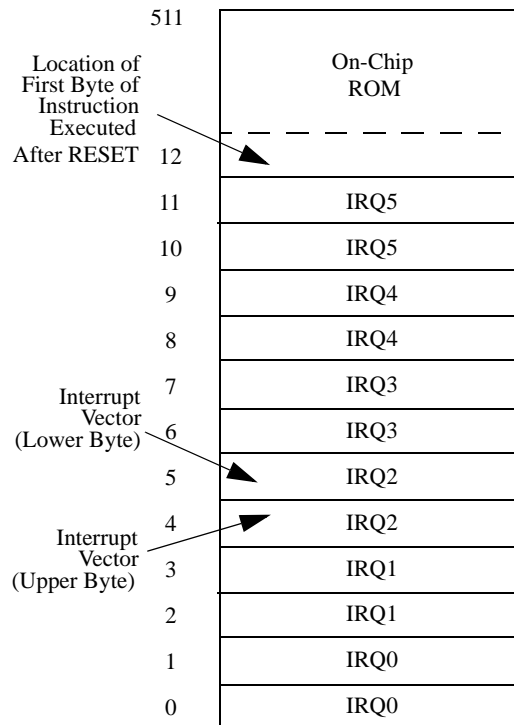 511
On-Chip
ROM
Location of
First Byte of
Instruction
Executed
After RESET
12
11 IRQ5
10 IRQ5
9 IRQ4
8 IRQ4
7 IRQ3
Interrupt
Vector
(Lower Byte)
6 IRQ3
5 IRQ2
4 IRQ2
Interrupt
Vector
(Upper Byte)
3 IRQ1
2 IRQ1
1 IRQ0
0 IRQ0